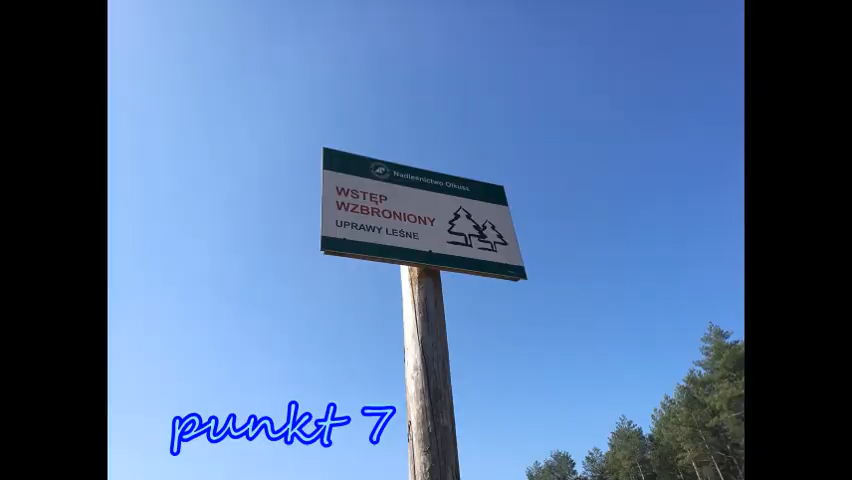 Nadleśnictwo Olkusz
WSTĘP
WZBRONIONY
UPRAWY LEŚNE
punkt 7